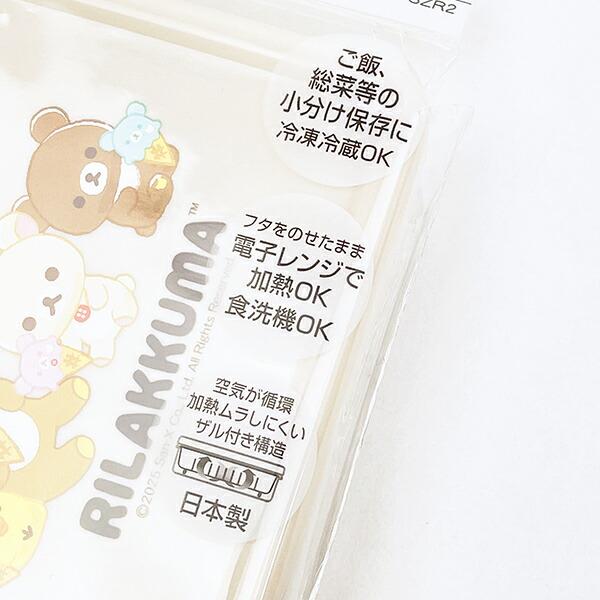 SZR2
ご飯、
総菜等の
小分け保存に
冷凍冷蔵OK
フタをのせたまま
電子レンジで
加熱OK
食洗機OK
空気が循環
加熱ムラしにくい
ザル付き構造
日本製
RILAKKUMA™
©2025 San-X Co., Ltd. All Rights Reserved.